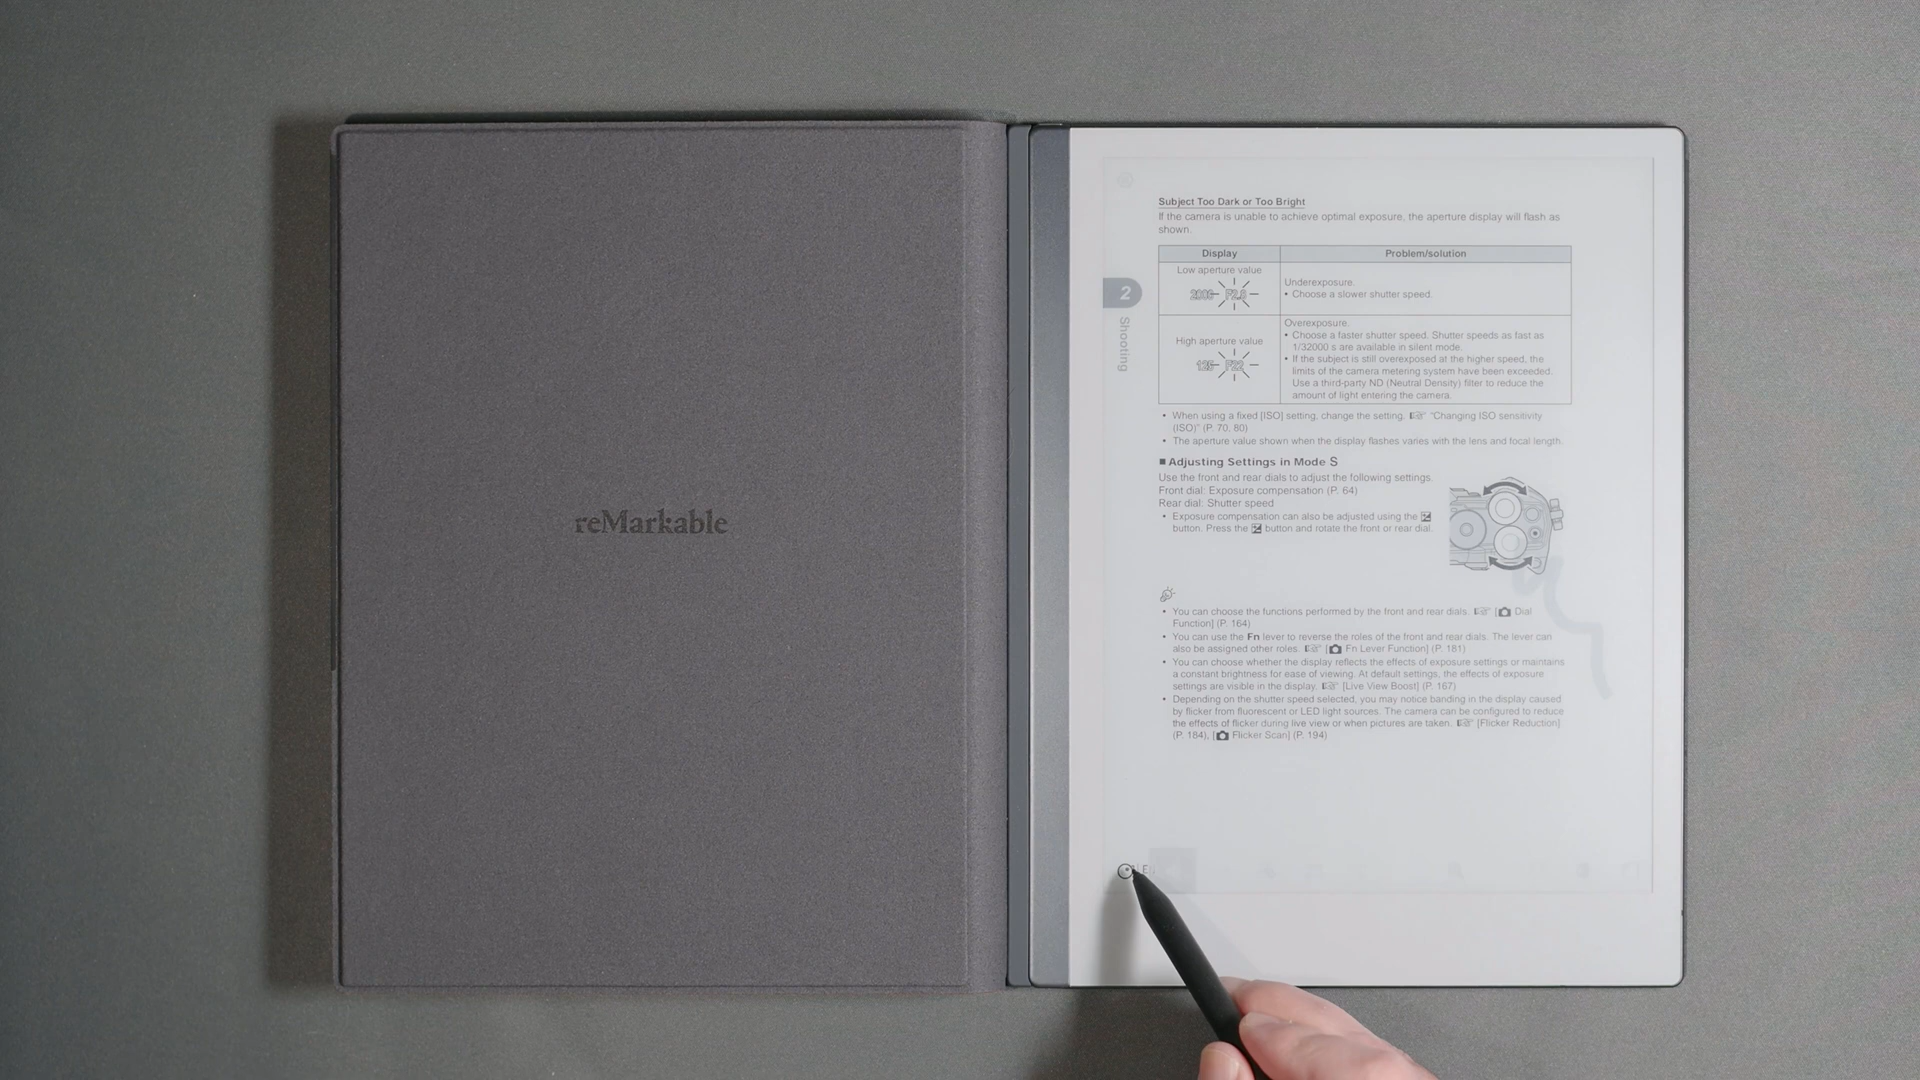 reMarkable
Subject Too Dark or Too Bright
If the camera is unable to achieve optimal exposure, the aperture display will flash as
shown.
Display
Problem/solution
Low aperture value
2000 F2.8
Underexposure.
• Choose a slower shutter speed.
High aperture value
125 F22
Overexposure.
• Choose a faster shutter speed. Shutter speeds as fast as
1/32000 s are available in silent mode.
• If the subject is still overexposed at the higher speed, the
limits of the camera metering system have been exceeded.
Use a third-party ND (Neutral Density) filter to reduce the
amount of light entering the camera.
• When using a fixed [ISO] setting, change the setting. ☞ "Changing ISO sensitivity
(ISO)" (P. 70, 80)
• The aperture value shown when the display flashes varies with the lens and focal length.
2
Shooting
■ Adjusting Settings in Mode S
Use the front and rear dials to adjust the following settings.
Front dial: Exposure compensation (P. 64)
Rear dial: Shutter speed
• Exposure compensation can also be adjusted using the
button. Press the button and rotate the front or rear dial.
• You can choose the functions performed by the front and rear dials. ☞ [ Dial
Function] (P. 164)
• You can use the Fn lever to reverse the roles of the front and rear dials. The lever can
also be assigned other roles. ☞ [ Fn Lever Function] (P. 181)
• You can choose whether the display reflects the effects of exposure settings or maintains
a constant brightness for ease of viewing. At default settings, the effects of exposure
settings are visible in the display. ☞ [Live View Boost] (P. 167)
• Depending on the shutter speed selected, you may notice banding in the display caused
by flicker from fluorescent or LED light sources. The camera can be configured to reduce
the effects of flicker during live view or when pictures are taken. ☞ [Flicker Reduction]
(P. 184), [ Flicker Scan] (P. 194)